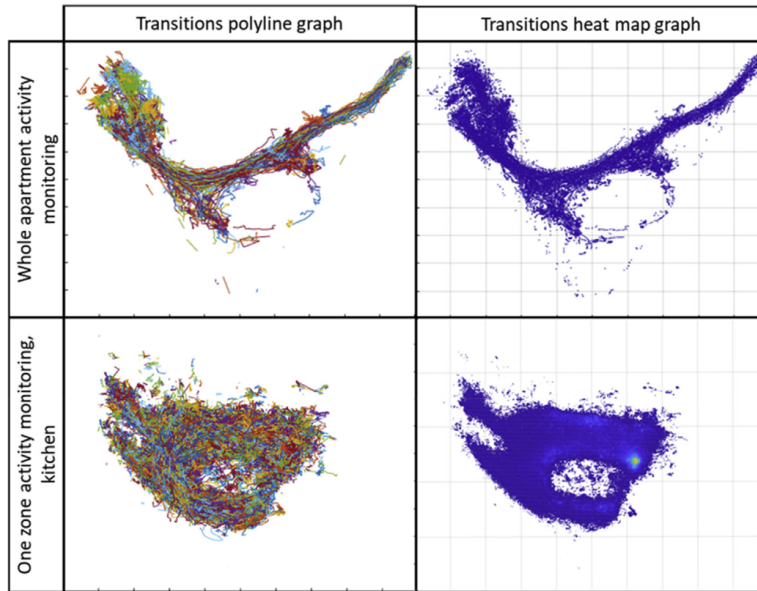 Transitions polyline graph
Transitions heat map graph
Whole apartment activity
monitoring
One zone activity monitoring,
kitchen